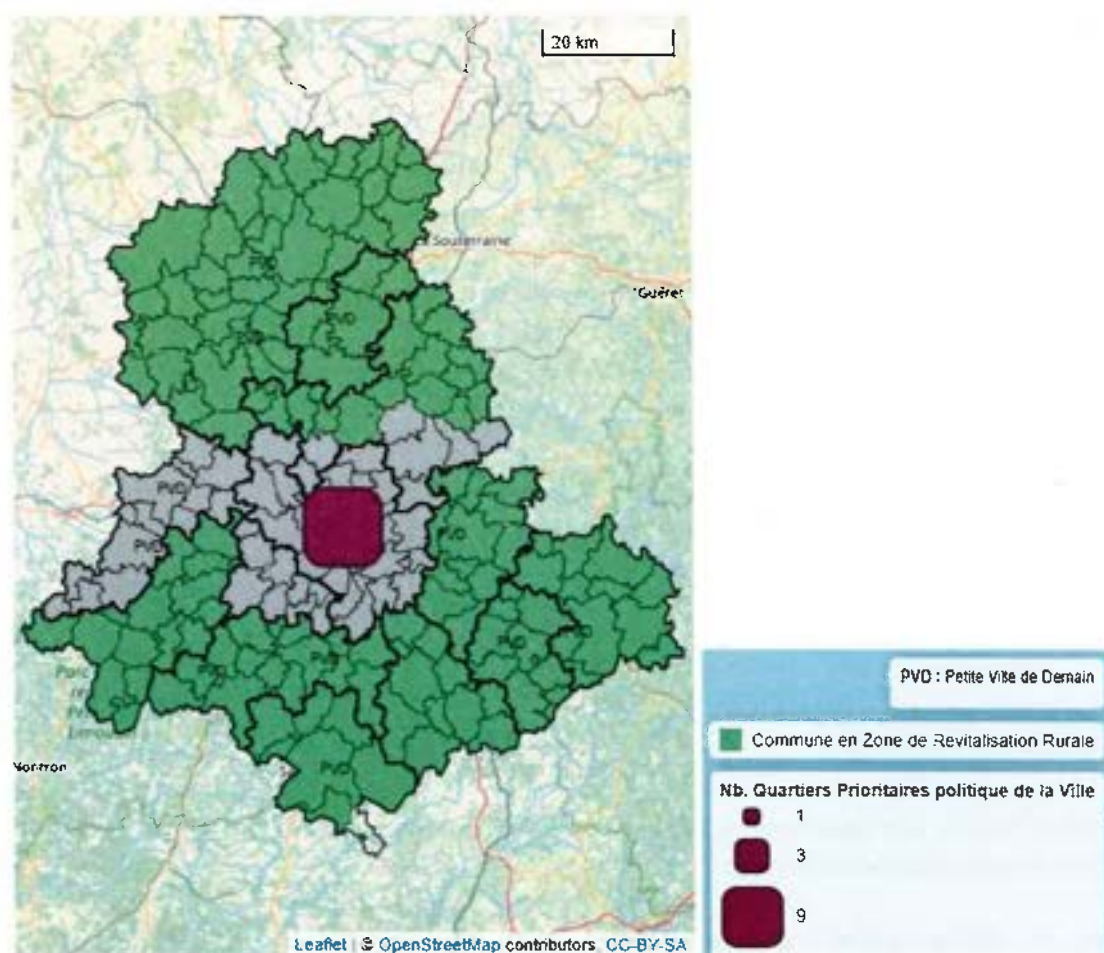 20 km
La Souterraine
Guéret
PVD
PVD
PVD
PVD
PVD
PVD
PVD
PVD
PVD
PVD
Nontron
PVD : Petite Ville de Demain
Commune en Zone de Revitalisation Rurale
Nb. Quartiers Prioritaires politique de la Ville
1
3
9
Leaflet | © OpenStreetMap contributors, CC-BY-SA